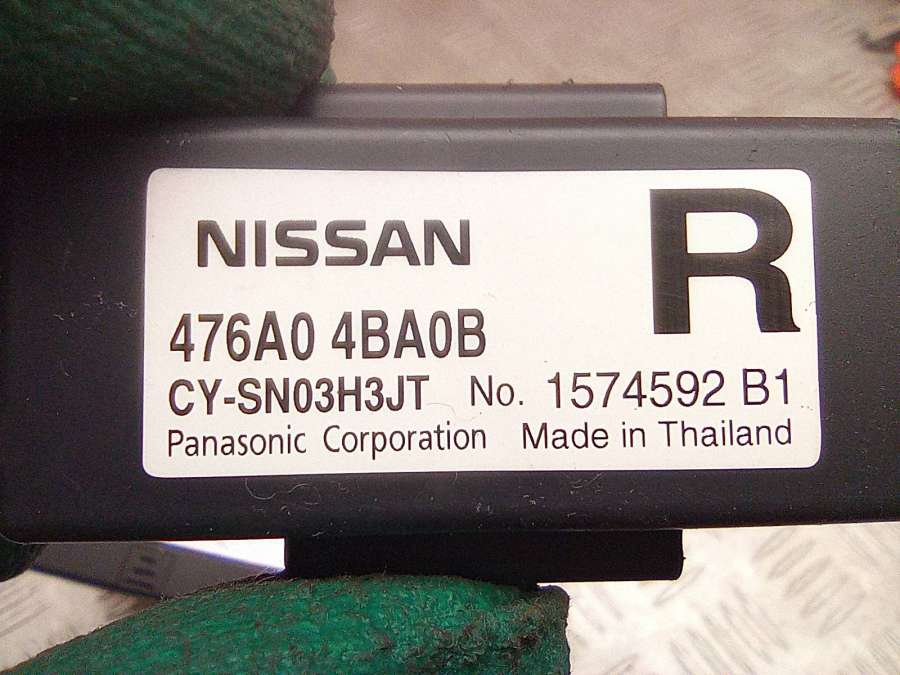 NISSAN
R
476A0 4BA0B
CY-SN03H3JT No. 1574592 B1
Panasonic Corporation Made in Thailand